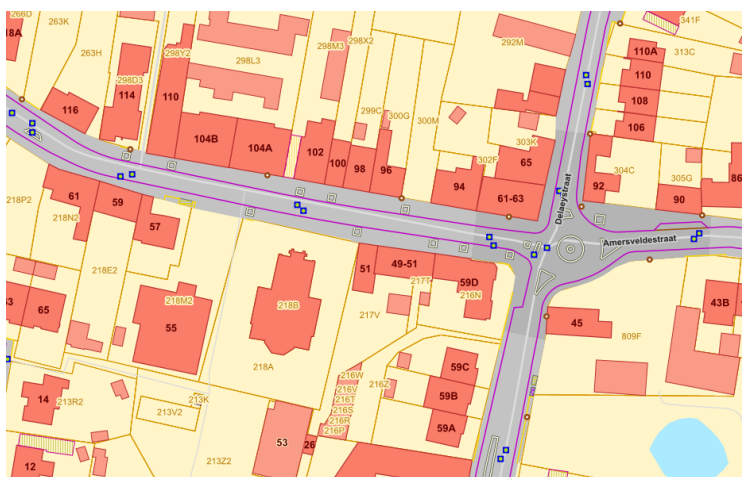 266D
263K
298Y2
298M3
298X2
292M
341F
18A
263H
298D3
298L3
110A
313C
110
116
114
110
299C
300G
300M
108
106
104B
104A
102
100
98
96
302F
303K
65
304C
305G
86
94
61-63
92
90
Delaeystraat
Amersveldestraat
218P2
61
218N2
59
57
218E2
51
49-51
217T
59D
216N
218M2
218B
217V
43B
53
65
55
45
809F
218A
216W
216V
216T
216S
216R
216P
216Z
59C
59B
59A
14
213R2
213K
213V2
53
26
12
213Z2